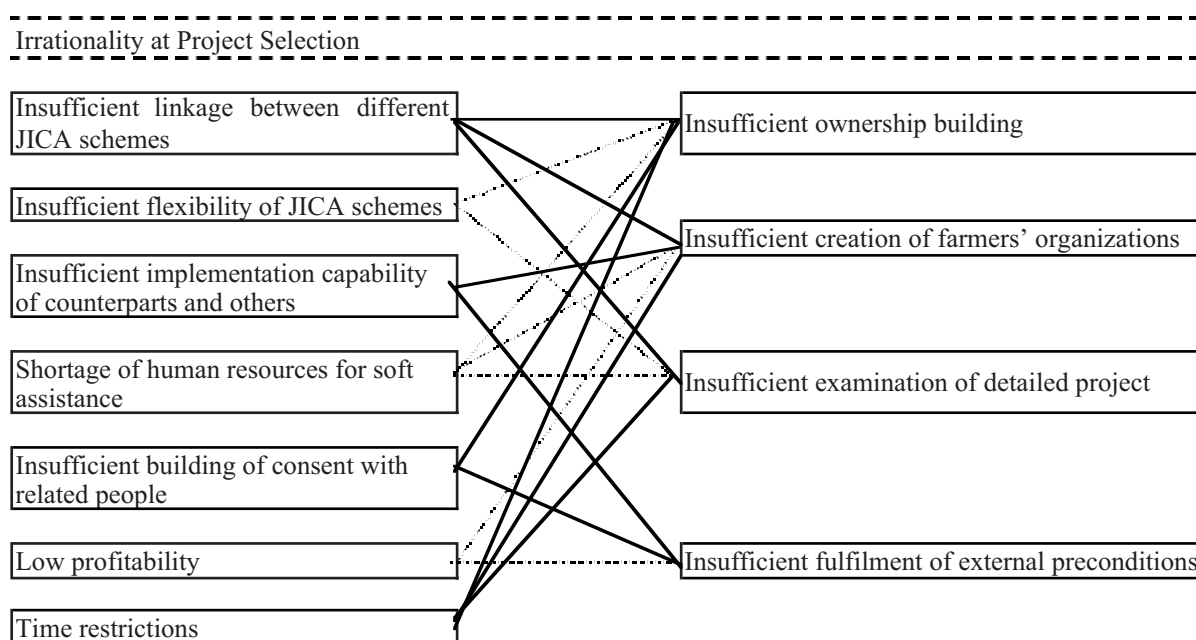 Irrationality at Project Selection
Insufficient linkage between different
JICA schemes
Insufficient flexibility of JICA schemes
Insufficient implementation capability
of counterparts and others
Shortage of human resources for soft
assistance
Insufficient building of consent with
related people
Low profitability
Time restrictions
Insufficient ownership building
Insufficient creation of farmers’ organizations
Insufficient examination of detailed project
Insufficient fulfilment of external preconditions